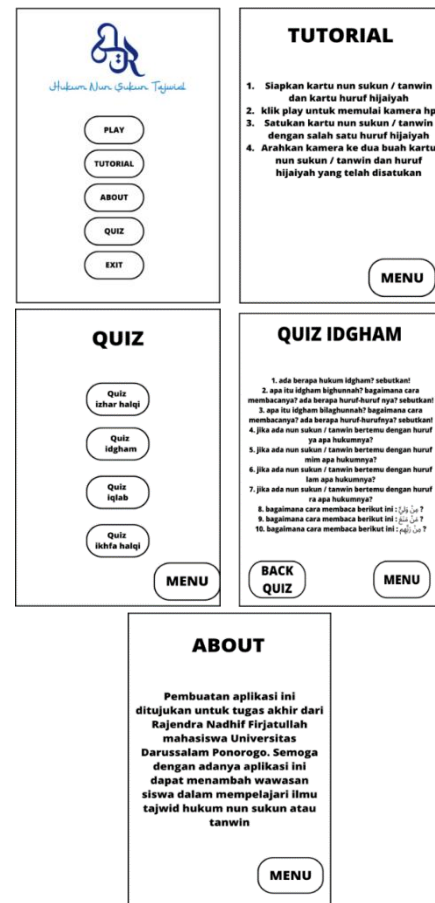 Hukum Nun Sukun Tajwid
PLAY
TUTORIAL
ABOUT
QUIZ
EXIT
TUTORIAL
1. Siapkan kartu nun sukun / tanwin
dan kartu huruf hijaiyah
2. klik play untuk memulai kamera hp
3. Satukan kartu nun sukun / tanwin
dengan salah satu huruf hijaiyah
4. Arahkan kamera ke dua buah kartu
nun sukun / tanwin dan huruf
hijaiyah yang telah disatukan
MENU
QUIZ
Quiz
izhar halqi
Quiz
idgham
Quiz
iqlab
Quiz
ikhfa halqi
MENU
QUIZ IDGHAM
1. ada berapa hukum idgham? sebutkan!
2. apa itu idgham bighunnah? bagaimana cara
membacanya? ada berapa huruf-huruf nya? sebutkan!
3. apa itu idgham bilaghunnah? bagaimana cara
membacanya? ada berapa huruf-hurufnya? sebutkan!
4. jika ada nun sukun / tanwin bertemu dengan huruf
ya apa hukumnya?
5. jika ada nun sukun / tanwin bertemu dengan huruf
mim apa hukumnya?
6. jika ada nun sukun / tanwin bertemu dengan huruf
lam apa hukumnya?
7. jika ada nun sukun / tanwin bertemu dengan huruf
ra apa hukumnya?
8. bagaimana cara membaca berikut ini : ?
9. bagaimana cara membaca berikut ini : ?
10. bagaimana cara membaca berikut ini : ?
BACK
QUIZ
MENU
ABOUT
Pembuatan aplikasi ini
ditujukan untuk tugas akhir dari
Rajendra Nadhif Firjatullah
mahasiswa Universitas
Darussalam Ponorogo. Semoga
dengan adanya aplikasi ini
dapat menambah wawasan
siswa dalam mempelajari ilmu
tajwid hukum nun sukun atau
tanwin
MENU